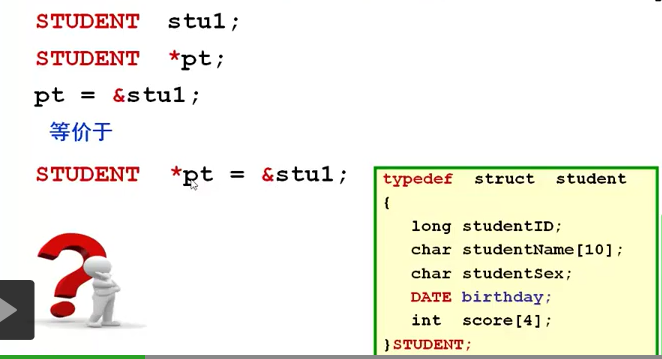 STUDENT stu1;
STUDENT *pt;
pt = &stu1;
等价于
STUDENT *pt = &stu1;
typedef struct student
{
long studentID;
char studentName[10];
char studentSex;
DATE birthday;
int score[4];
}STUDENT;